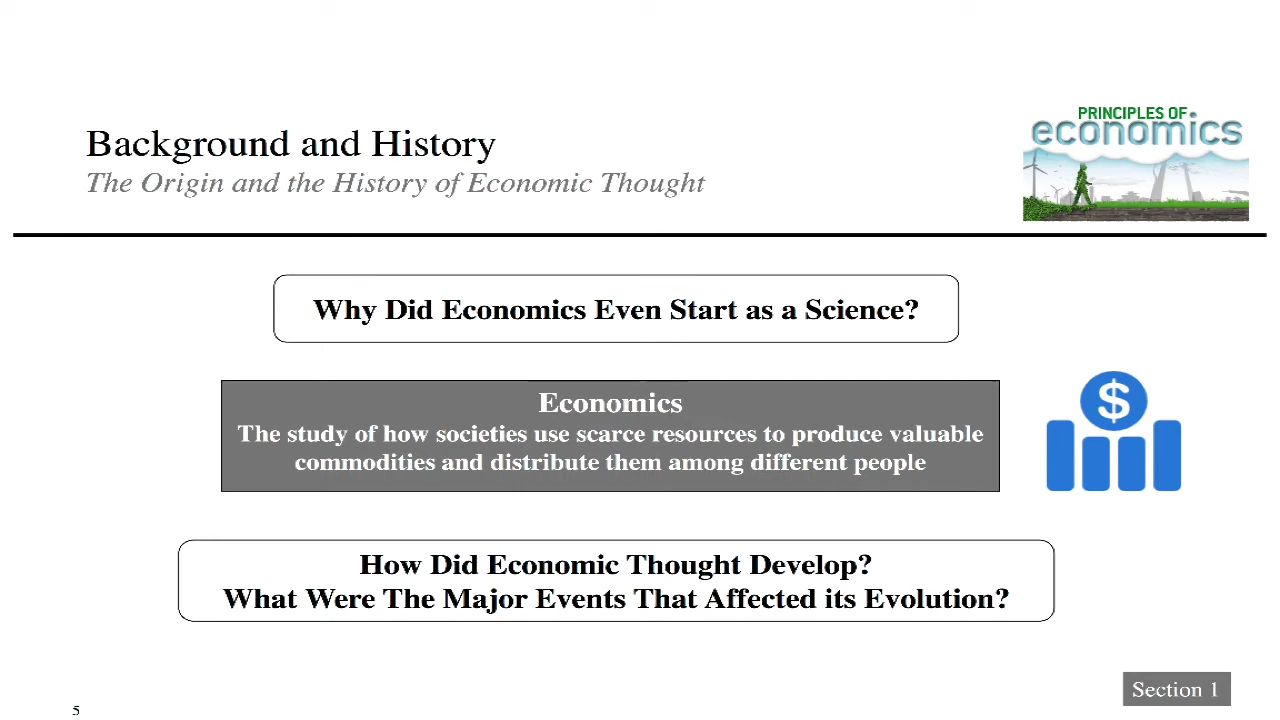 PRINCIPLES OF
economics
Background and History
The Origin and the History of Economic Thought
Why Did Economics Even Start as a Science?
Economics
The study of how societies use scarce resources to produce valuable
commodities and distribute them among different people
$
How Did Economic Thought Develop?
What Were The Major Events That Affected its Evolution?
Section 1
5